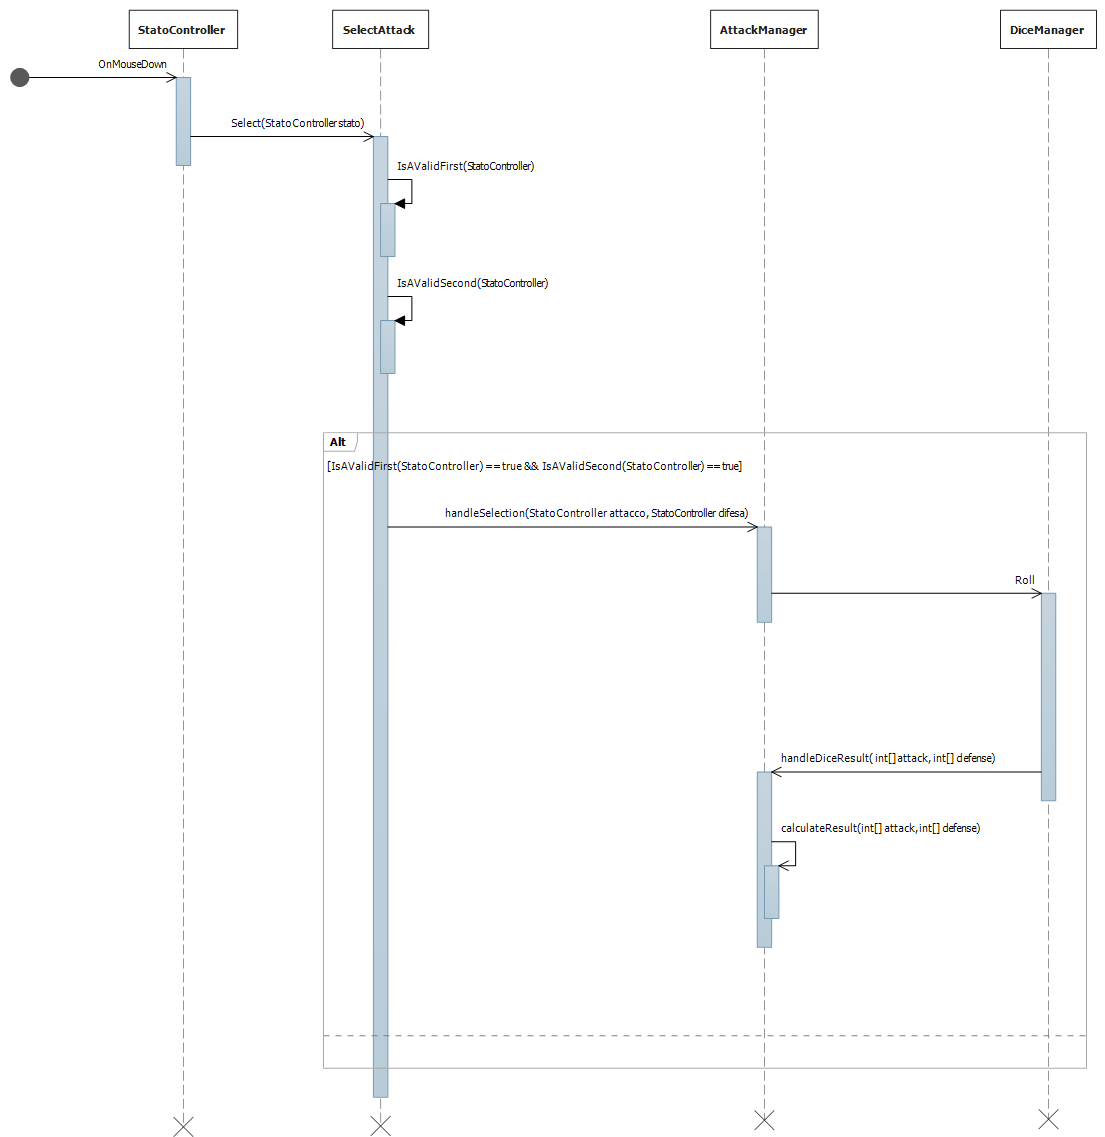 StatoController
SelectAttack
AttackManager
DiceManager
OnMouseDown
Select(StatoController stato)
IsAValidFirst(StatoController)
IsAValidSecond(StatoController)
Alt
[IsAValidFirst(StatoController) == true && IsAValidSecond(StatoController) == true]
handleSelection(StatoController attacco, StatoController difesa)
Roll
handleDiceResult( int[] attack, int[] defense)
calculateResult(int[] attack, int[] defense)